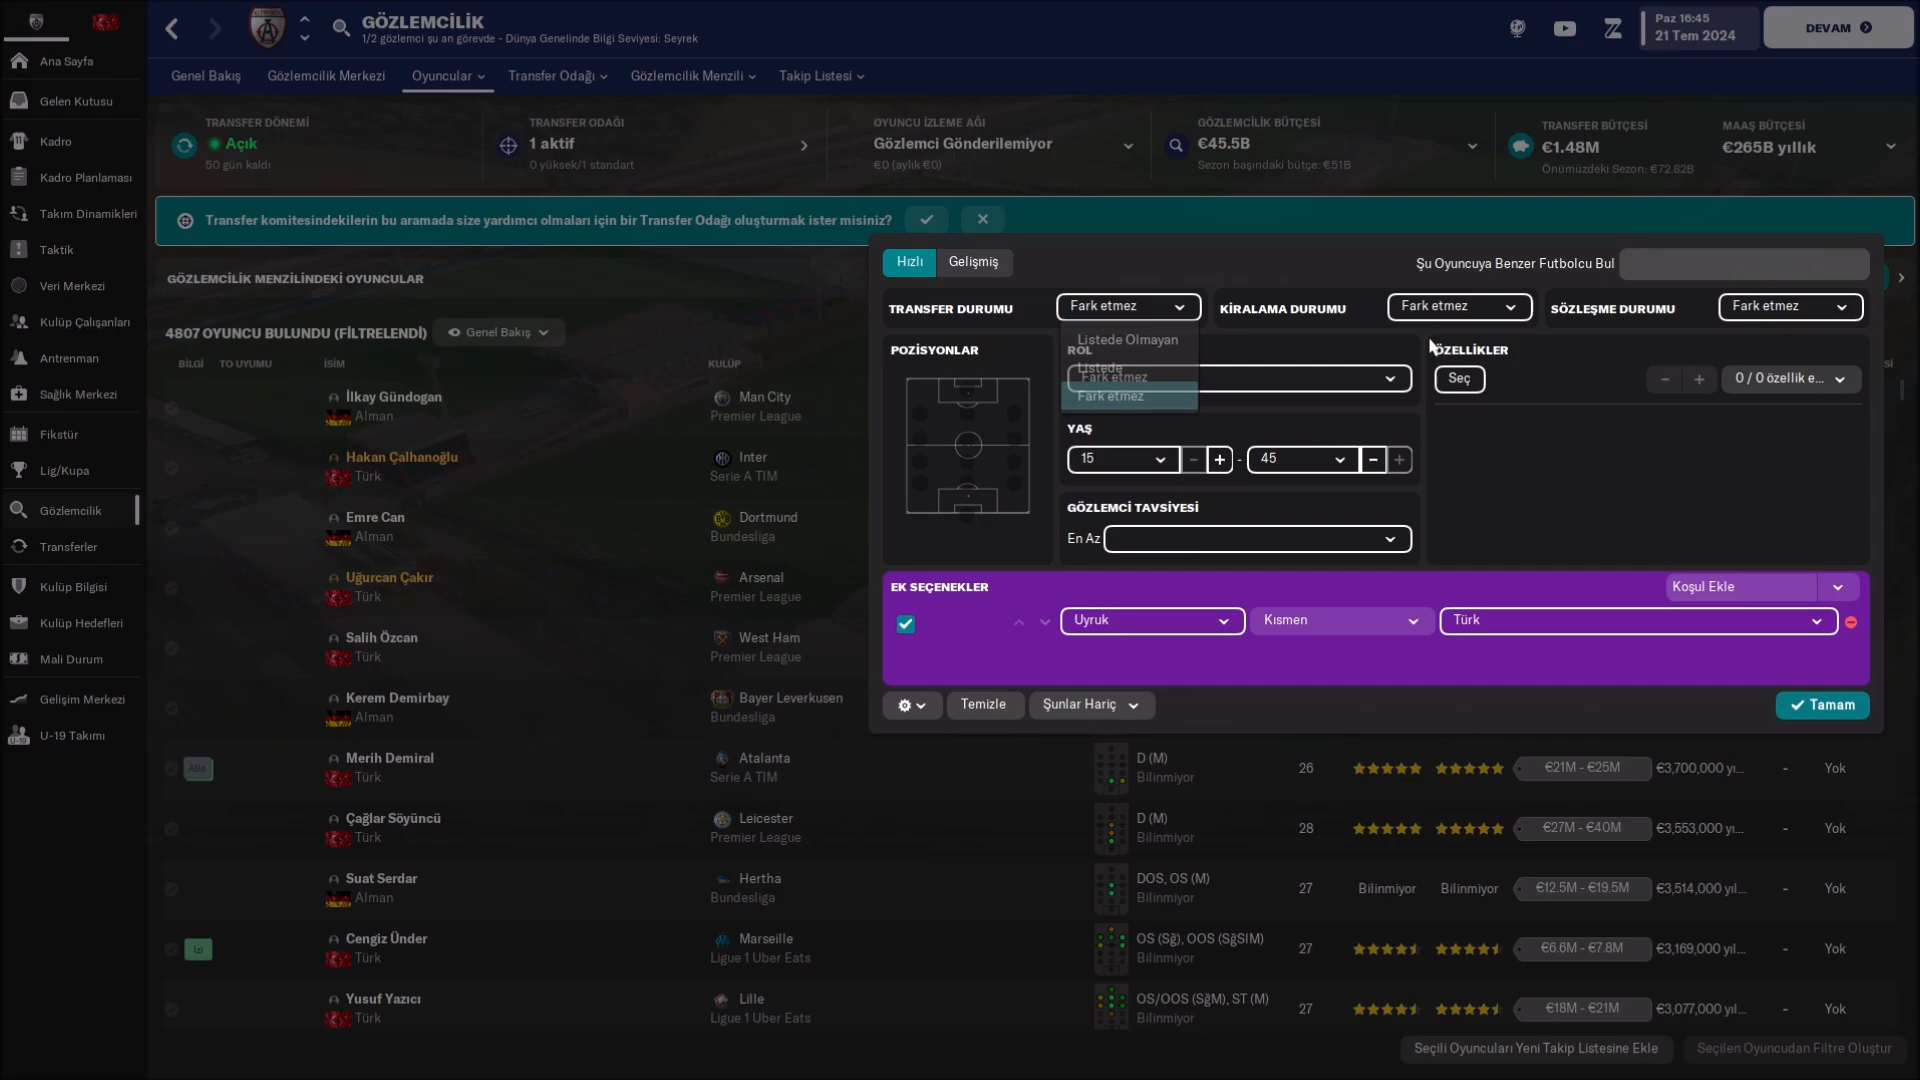 GÖZLEMCİLİK
1/2 gözlemci şu an görevde - Dünya Genelinde Bilgi Seviyesi: Seyrek
Paz 16:45
21 Tem 2024
DEVAM
Ana Sayfa
Gelen Kutusu
Kadro
Kadro Planlaması
Takım Dinamikleri
Taktik
Veri Merkezi
Kulüp Çalışanları
Antrenman
Sağlık Merkezi
Fikstür
Lig/Kupa
Gözlemcilik
Transferler
Kulüp Bilgisi
Kulüp Hedefleri
Mali Durum
Gelişim Merkezi
U-19 Takımı
Genel Bakış
Gözlemcilik Merkezi
Oyuncular
Transfer Odağı
Gözlemcilik Menzili
Takip Listesi
TRANSFER DÖNEMİ
Açık
50 gün kaldı
TRANSFER ODAĞI
1 aktif
0 yüksek/1 standart
OYUNCU İZLEME AĞI
Gözlemci Gönderilemiyor
€0 (aylık €0)
GÖZLEMCİLİK BÜTÇESİ
€45.5B
Sezon başındaki bütçe: €51B
TRANSFER BÜTÇESİ
€1.48M
Önümüzdeki Sezon: €72.82B
MAAŞ BÜTÇESİ
€265B yıllık
Transfer komitesindekilerin bu aramada size yardımcı olmaları için bir Transfer Odağı oluşturmak ister misiniz?
GÖZLEMCİLİK MENZİLİNDEKİ OYUNCULAR
4807 OYUNCU BULUNDU (FİLTRELENDİ)
Genel Bakış
BİLGİ TO UYUMU İSİM KULÜP
İlkay Gündogan Man City
Alman Premier League
Hakan Çalhanoğlu Inter
Türk Serie A TIM
Emre Can Dortmund
Alman Bundesliga
Uğurcan Çakır Arsenal
Türk Premier League
Salih Özcan West Ham
Türk Premier League
Kerem Demirbay Bayer Leverkusen
Alman Bundesliga
Merih Demiral Atalanta D (M) 26 €21M - €25M €3,700,000 yı... - Yok
Türk Serie A TIM Bilinmiyor
Çağlar Söyüncü Leicester D (M) 28 €27M - €40M €3,553,000 yı... - Yok
Türk Premier League Bilinmiyor
Suat Serdar Hertha DOS, OS (M) 27 Bilinmiyor Bilinmiyor €12.5M - €19.5M €3,514,000 yı... - Yok
Alman Bundesliga Bilinmiyor
Cengiz Ünder Marseille OS (Sğ), OOS (SğSlM) 27 €6.6M - €7.8M €3,169,000 yıl... - Yok
Türk Ligue 1 Uber Eats Bilinmiyor
Yusuf Yazıcı Lille OS/OOS (SğM), ST (M) 27 €18M - €21M €3,077,000 yıl... - Yok
Türk Ligue 1 Uber Eats Bilinmiyor
Hızlı
Gelişmiş
Şu Oyuncuya Benzer Futbolcu Bul
TRANSFER DURUMU
Fark etmez
KİRALAMA DURUMU
Fark etmez
SÖZLEŞME DURUMU
Fark etmez
Listede Olmayan
Listede
Fark etmez
POZİSYONLAR
ROL
Fark etmez
ÖZELLİKLER
Seç
0 / 0 özellik e...
YAŞ
15 - 45
GÖZLEMCİ TAVSİYESİ
En Az
EK SEÇENEKLER
Koşul Ekle
Uyruk
Kısmen
Türk
Temizle
Şunlar Hariç
Tamam
Seçili Oyuncuları Yeni Takip Listesine Ekle
Seçilen Oyuncudan Filtre Oluştur